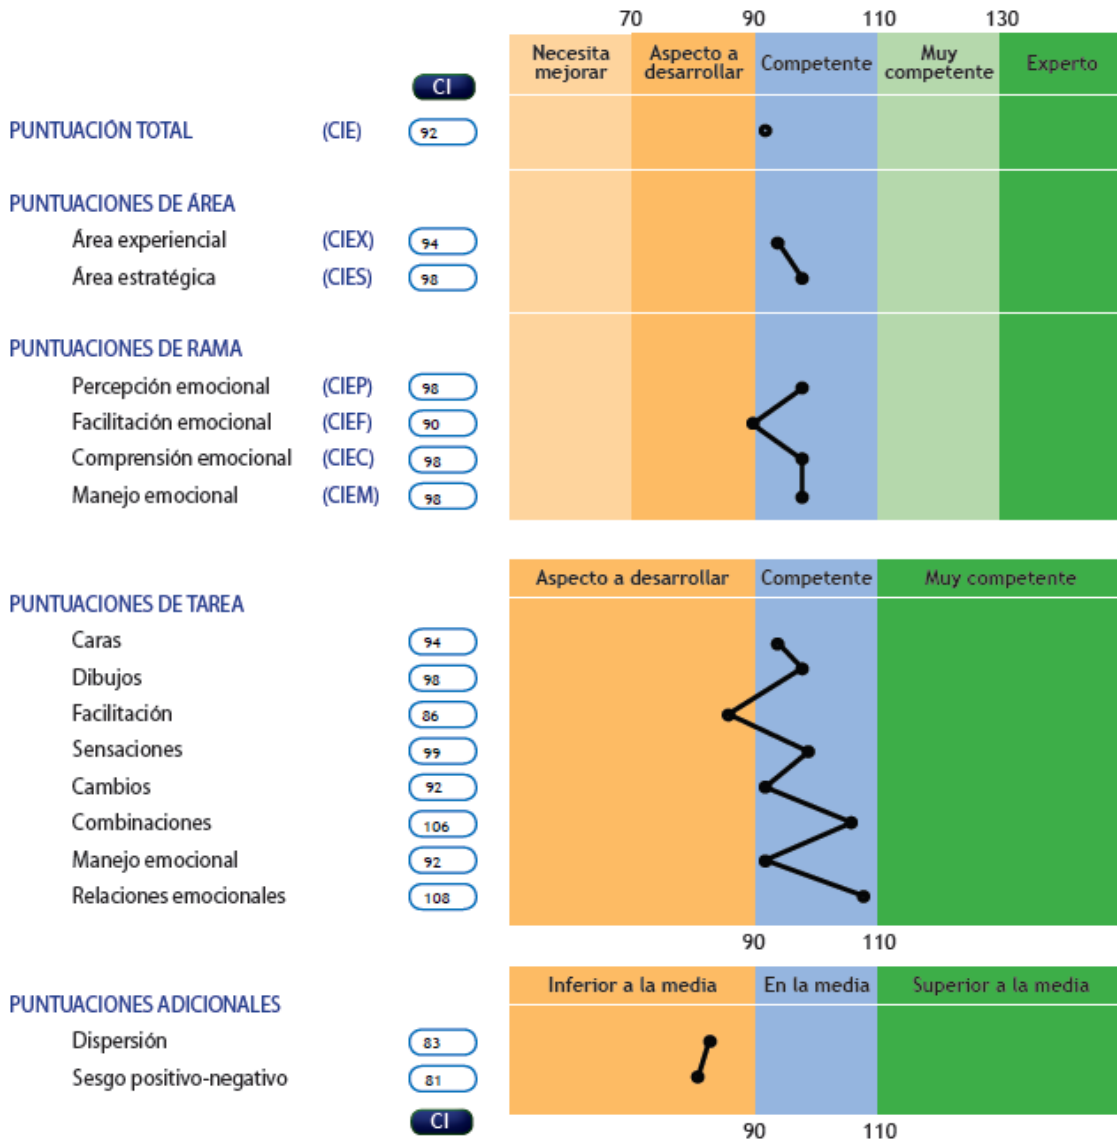 70 90 110 130
Necesita mejorar Aspecto a desarrollar Competente Muy competente Experto
CI
PUNTUACIÓN TOTAL (CIE) 92
PUNTUACIONES DE ÁREA
Área experiencial (CIEX) 94
Área estratégica (CIES) 98
PUNTUACIONES DE RAMA
Percepción emocional (CIEP) 98
Facilitación emocional (CIEF) 90
Comprensión emocional (CIEC) 98
Manejo emocional (CIEM) 98
Aspecto a desarrollar Competente Muy competente
PUNTUACIONES DE TAREA
Caras 94
Dibujos 98
Facilitación 86
Sensaciones 99
Cambios 92
Combinaciones 106
Manejo emocional 92
Relaciones emocionales 108
90 110
Inferior a la media En la media Superior a la media
PUNTUACIONES ADICIONALES
Dispersión 83
Sesgo positivo-negativo 81
CI
90 110